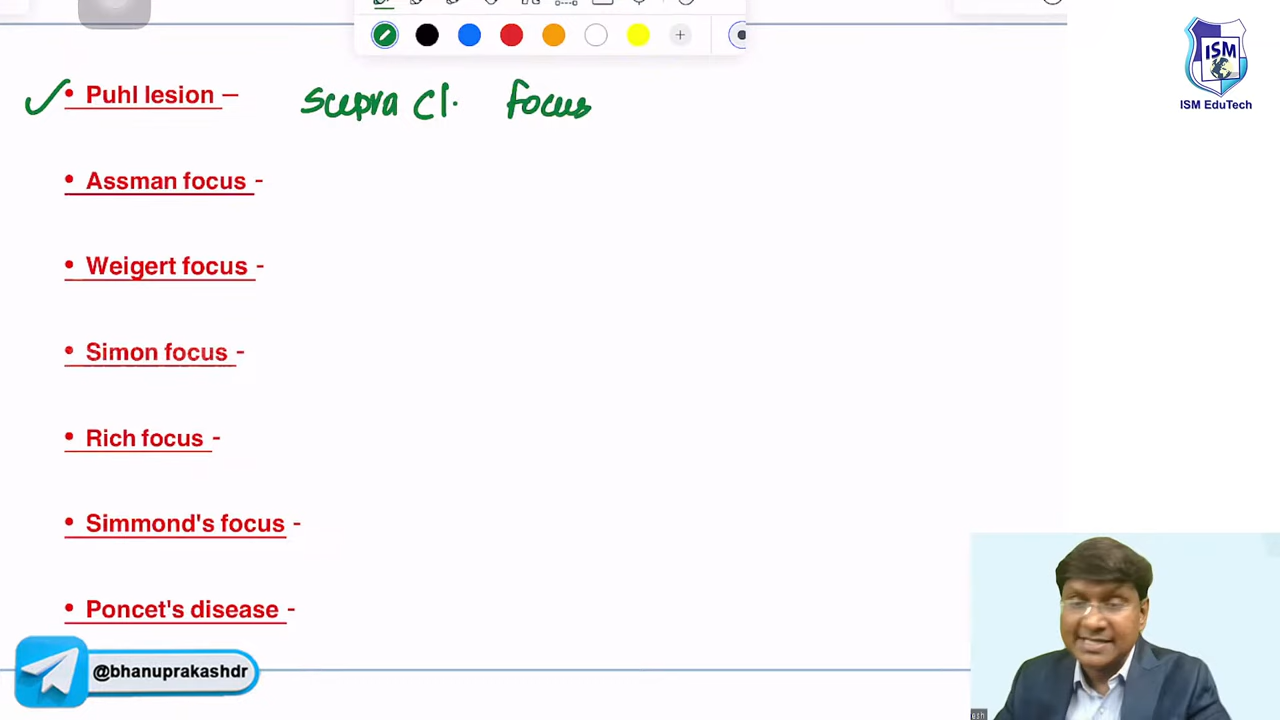 ISM
ISM EduTech
• Puhl lesion – Supra Cl. focus
• Assman focus -
• Weigert focus -
• Simon focus -
• Rich focus -
• Simmond's focus -
• Poncet's disease -
@bhanuprakashdr
esh